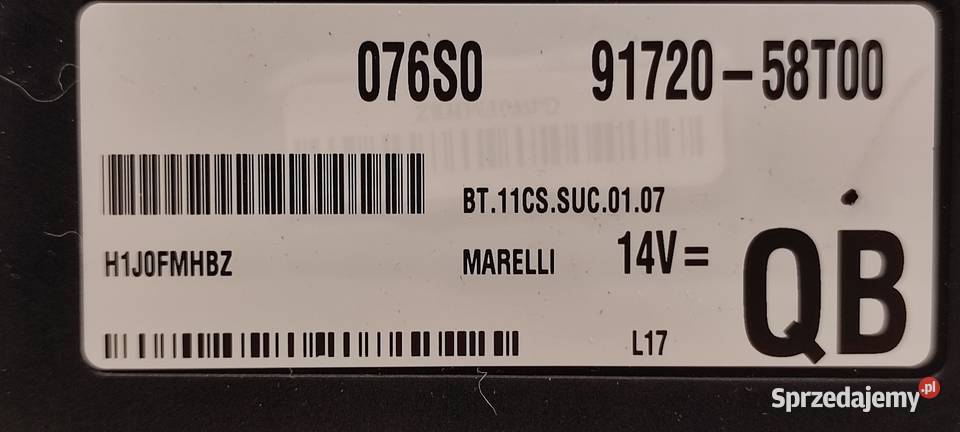 076S0 91720-58T00
BT.11CS.SUC.01.07
H1J0FMHBZ MARELLI 14V= QB
L17
Sprzedajemy.pl